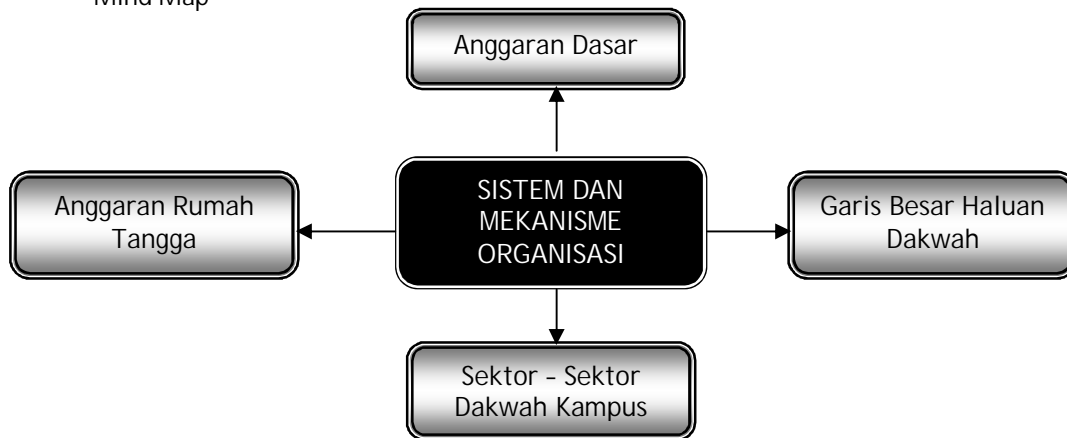 Mind Map
Anggaran Dasar
Anggaran Rumah
Tangga
SISTEM DAN
MEKANISME
ORGANISASI
Garis Besar Haluan
Dakwah
Sektor – Sektor
Dakwah Kampus